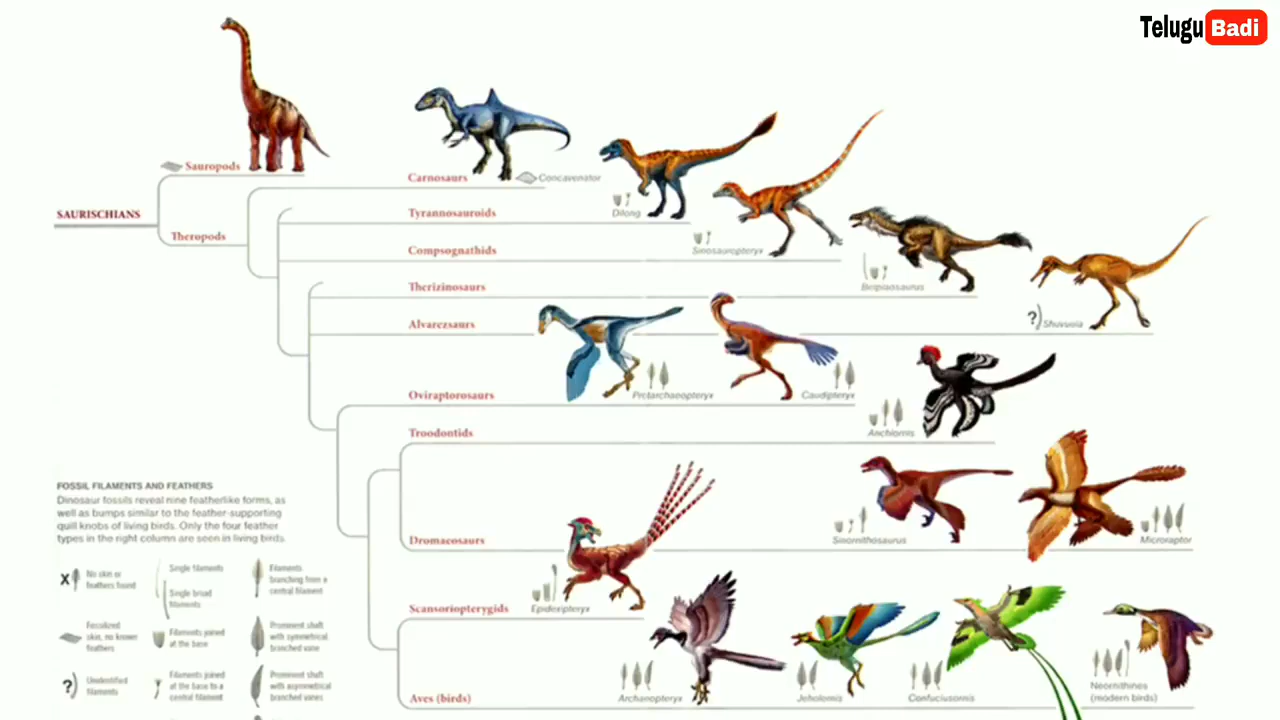 Telugu Badi
Sauropods
Carnosaurs
Concavenator
SAURISCHIANS
Theropods
Tyrannosauroids
Dilong
Compsognathids
Sinosauropteryx
Therizinosaurs
Beipiaosaurus
Alvarezsaurs
? Shuvuuia
Oviraptorosaurs
Protarchaeopteryx
Caudipteryx
Troodontids
Anchiornis
Dromaeosaurs
Sinornithosaurus
Microraptor
Scansoriopterygids
Epidexipteryx
Aves (birds)
Archaeopteryx
Jeholornis
Confuciusornis
Neornithines
(modern birds)
FOSSIL FILAMENTS AND FEATHERS
Dinosaur fossils reveal nine featherlike forms, as
well as bumps similar to the feather-supporting
quill knobs of living birds. Only the four feather
types in the right column are seen in living birds.
X
No skin or
feathers found
Single filaments
Single broad
filaments
Filaments
branching from a
central filament
Fossilized
skin, no known
feathers
Filaments joined
at the base
Prominent shaft
with symmetrical
branched vane
?
Unidentified
filaments
Filaments joined
at the base to a
central filament
Prominent shaft
with asymmetrical
branched vanes